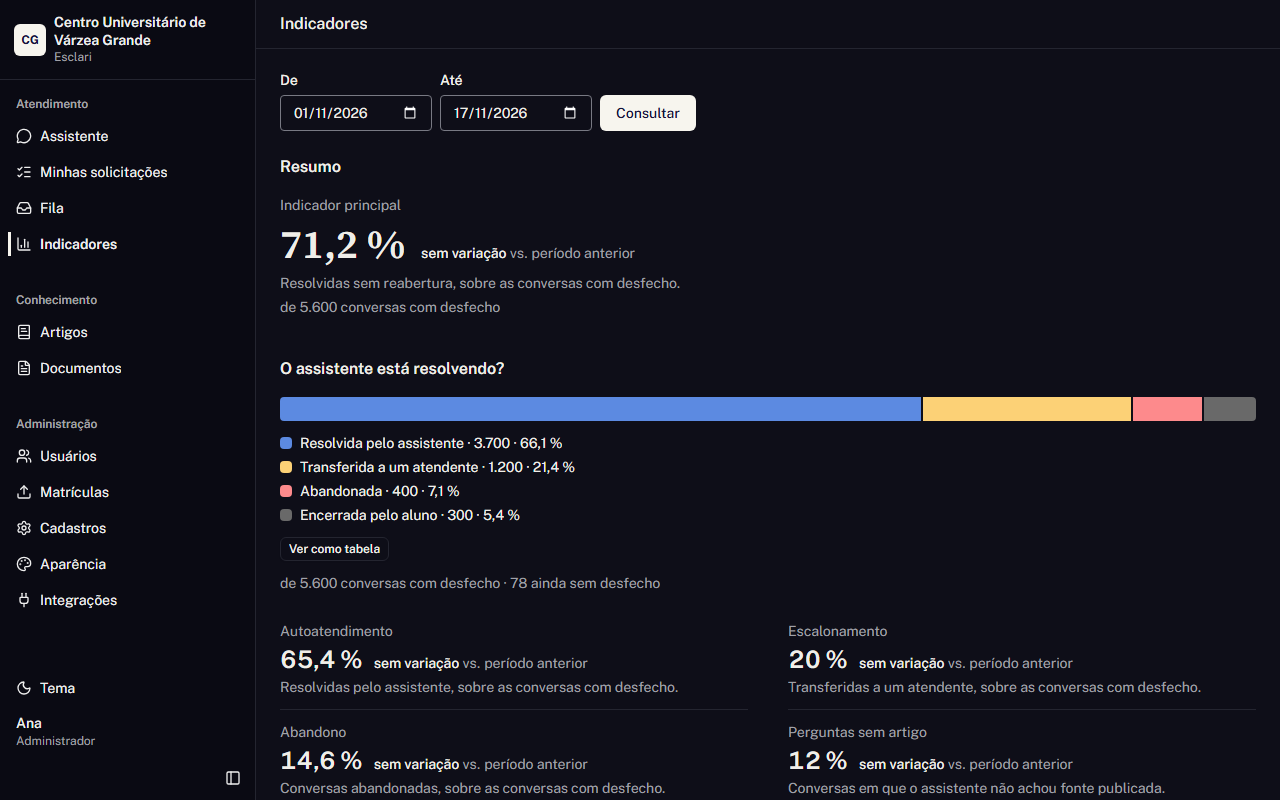 CG
Centro Universitário de
Várzea Grande
Esclari
Atendimento
Assistente
Minhas solicitações
Fila
Indicadores
Conhecimento
Artigos
Documentos
Administração
Usuários
Matrículas
Cadastros
Aparência
Integrações
Tema
Ana
Administrador
Indicadores
De
Até
01/11/2026
17/11/2026
Consultar
Resumo
Indicador principal
71,2 % sem variação vs. período anterior
Resolvidas sem reabertura, sobre as conversas com desfecho.
de 5.600 conversas com desfecho
O assistente está resolvendo?
Resolvida pelo assistente · 3.700 · 66,1 %
Transferida a um atendente · 1.200 · 21,4 %
Abandonada · 400 · 7,1 %
Encerrada pelo aluno · 300 · 5,4 %
Ver como tabela
de 5.600 conversas com desfecho · 78 ainda sem desfecho
Autoatendimento
65,4 % sem variação vs. período anterior
Resolvidas pelo assistente, sobre as conversas com desfecho.
Escalonamento
20 % sem variação vs. período anterior
Transferidas a um atendente, sobre as conversas com desfecho.
Abandono
14,6 % sem variação vs. período anterior
Conversas abandonadas, sobre as conversas com desfecho.
Perguntas sem artigo
12 % sem variação vs. período anterior
Conversas em que o assistente não achou fonte publicada.